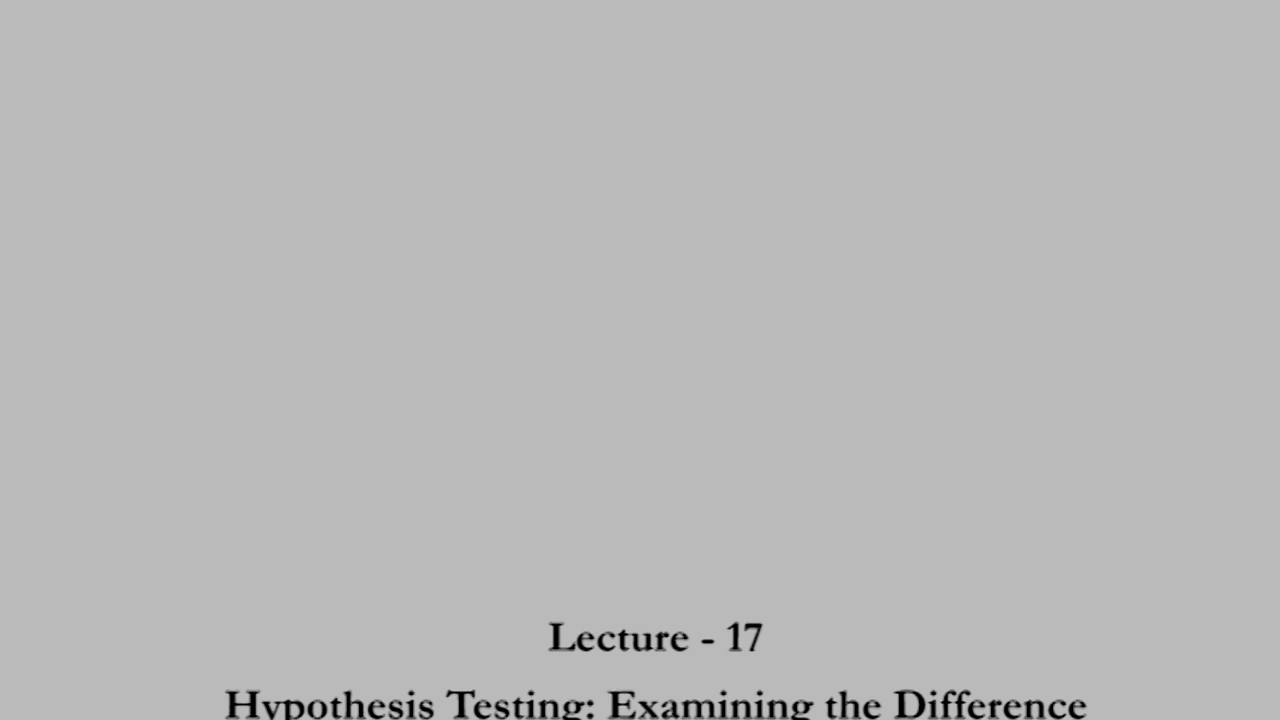 Lecture - 17
Hypothesis Testing: Examining the Difference